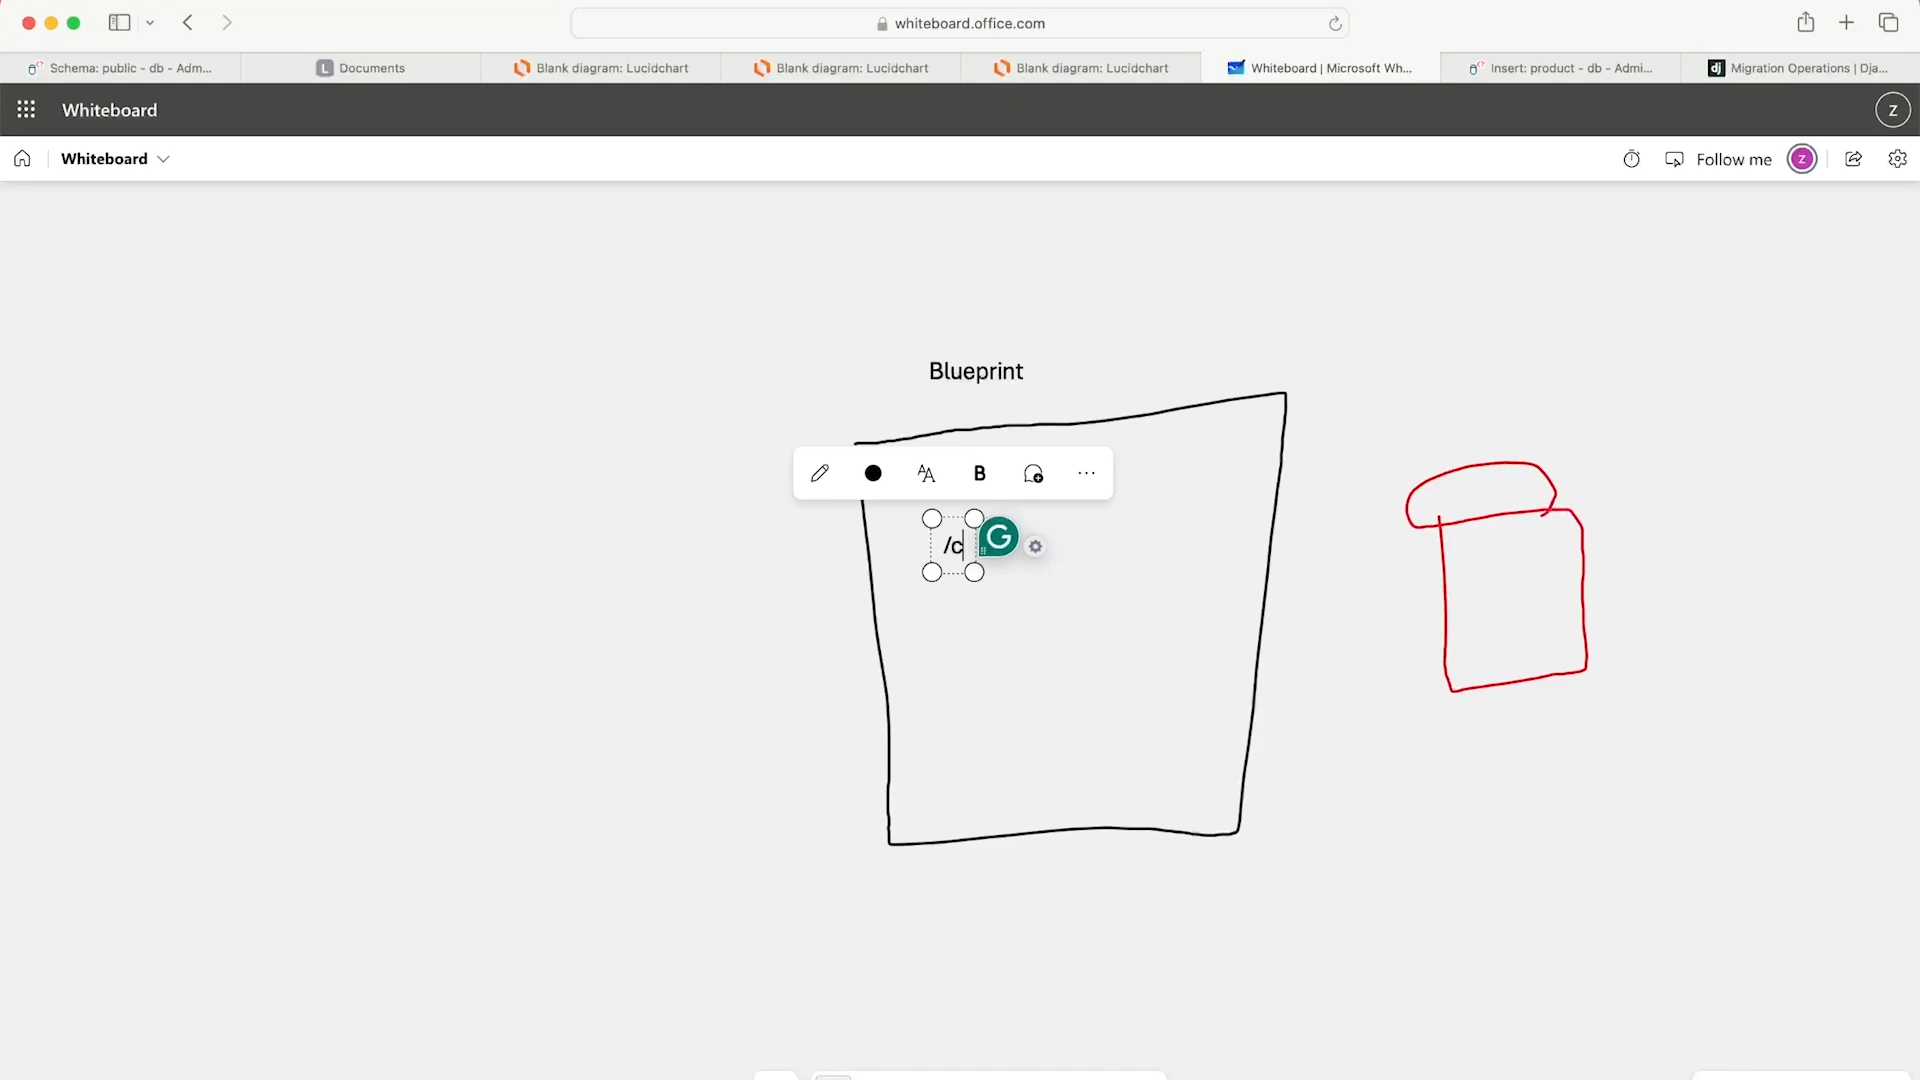 whiteboard.office.com
Schema: public - db - Adm...
L Documents
Blank diagram: Lucidchart
Blank diagram: Lucidchart
Blank diagram: Lucidchart
Whiteboard | Microsoft Wh...
Insert: product - db - Admi...
dj Migration Operations | Dja...
Whiteboard
Z
Whiteboard
Follow me
Z
Blueprint
B
/c
G